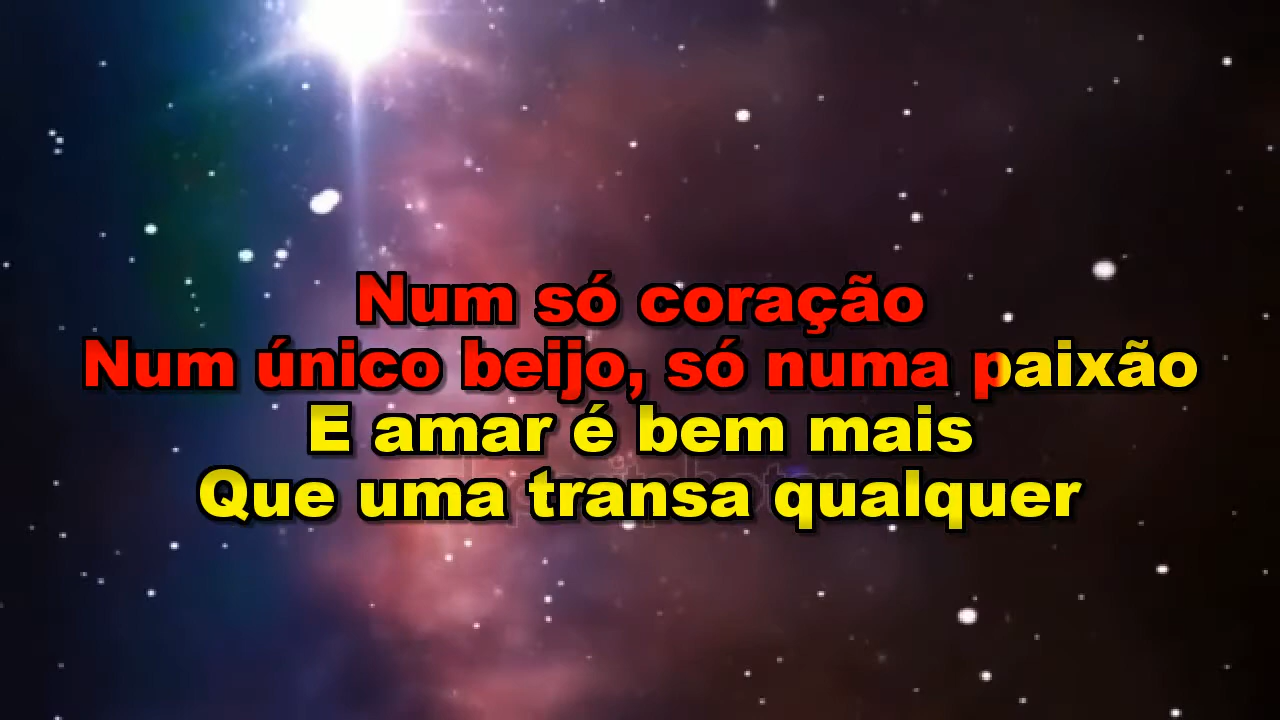 Num só coração
Num único beijo, só numa paixão
E amar é bem mais
Que uma transa qualquer